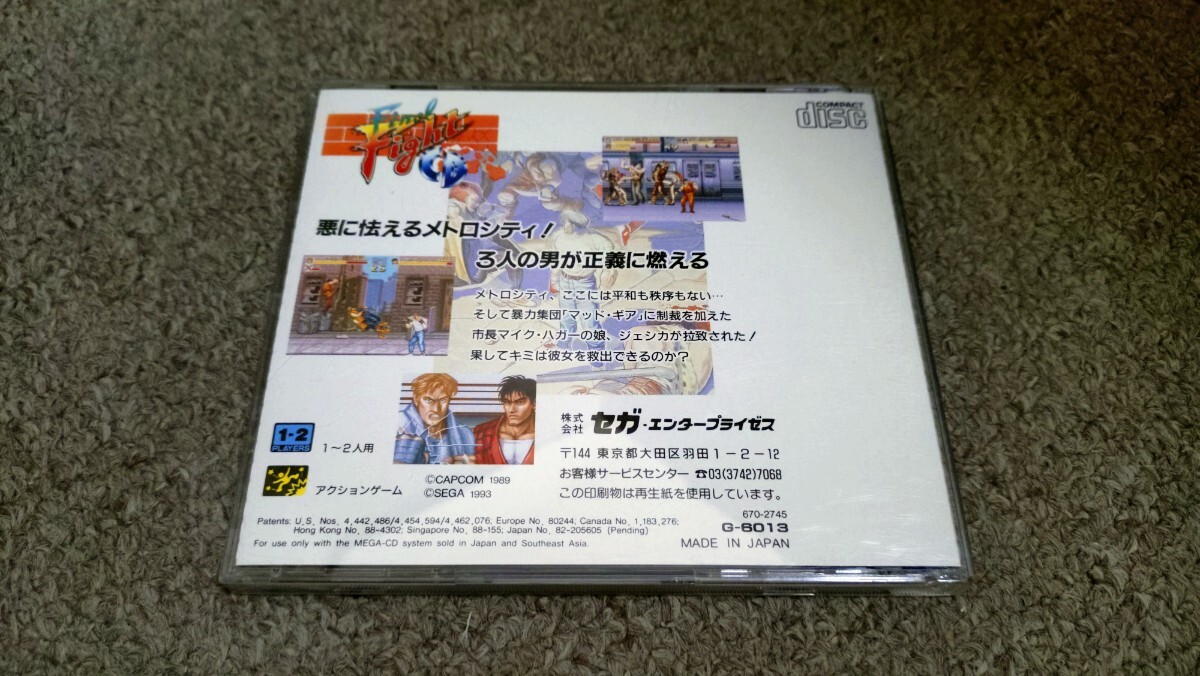 Final Fight CD
COMPACT disc
悪に怯えるメトロシティ!
3人の男が正義に燃える
メトロシティ、ここには平和も秩序もない…
そして暴力集団「マッド・ギア」に制裁を加えた
市長マイク・ハガーの娘、ジェシカが拉致された!
果してキミは彼女を救出できるのか?
株式会社 セガ・エンタープライゼス
1-2 PLAYERS
1〜2人用
〒144 東京都大田区羽田1-2-12
お客様サービスセンター ☎03(3742)7068
アクションゲーム
©CAPCOM 1989
©SEGA 1993
この印刷物は再生紙を使用しています。
670-2745
G-6013
Patents: U.S. Nos. 4,442,486/4,454,594/4,462,076; Europe No. 80244; Canada No. 1,183,276;
Hong Kong No. 88-4302; Singapore No. 88-155; Japan No. 82-205605 (Pending)
For use only with the MEGA-CD system sold in Japan and Southeast Asia.
MADE IN JAPAN